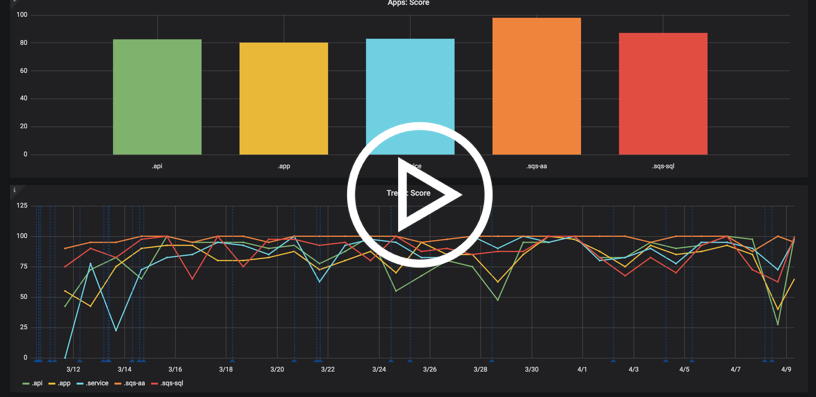 Apps: Score
100
80
60
40
20
0
.api .app .sqs-aa .sqs-sql
i
125
100
75
50
25
0
3/12 3/14 3/16 3/18 3/20 3/22 3/24 3/26 3/28 3/30 4/1 4/3 4/5 4/7 4/9
.api .app .service .sqs-aa .sqs-sql